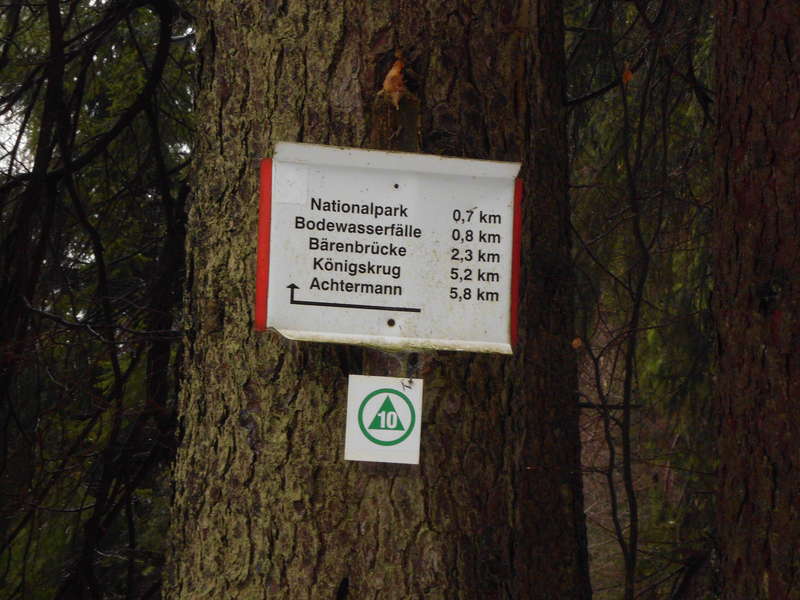 Nationalpark 0,7 km
Bodewasserfälle 0,8 km
Bärenbrücke 2,3 km
Königskrug 5,2 km
Achtermann 5,8 km
10